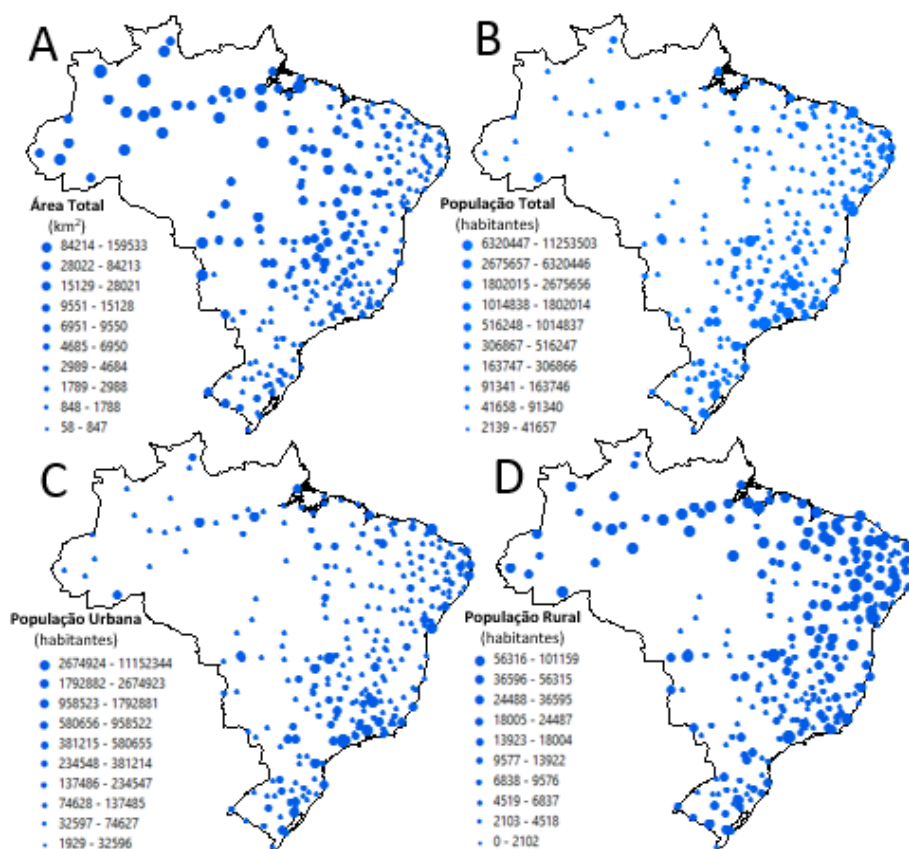 A
Área Total
(km²)
84214 - 159533
28022 - 84213
15129 - 28021
9551 - 15128
6951 - 9550
4685 - 6950
2989 - 4684
1789 - 2988
848 - 1788
58 - 847
B
População Total
(habitantes)
6320447 - 11253503
2675657 - 6320446
1802015 - 2675656
1014838 - 1802014
516248 - 1014837
306867 - 516247
163747 - 306866
91341 - 163746
41658 - 91340
2139 - 41657
C
População Urbana
(habitantes)
2674924 - 11152344
1792882 - 2674923
958523 - 1792881
580656 - 958522
381215 - 580655
234548 - 381214
137486 - 234547
74628 - 137485
32597 - 74627
1929 - 32596
D
População Rural
(habitantes)
56316 - 101159
36596 - 56315
24488 - 36595
18005 - 24487
13923 - 18004
9577 - 13922
6838 - 9576
4519 - 6837
2103 - 4518
0 - 2102